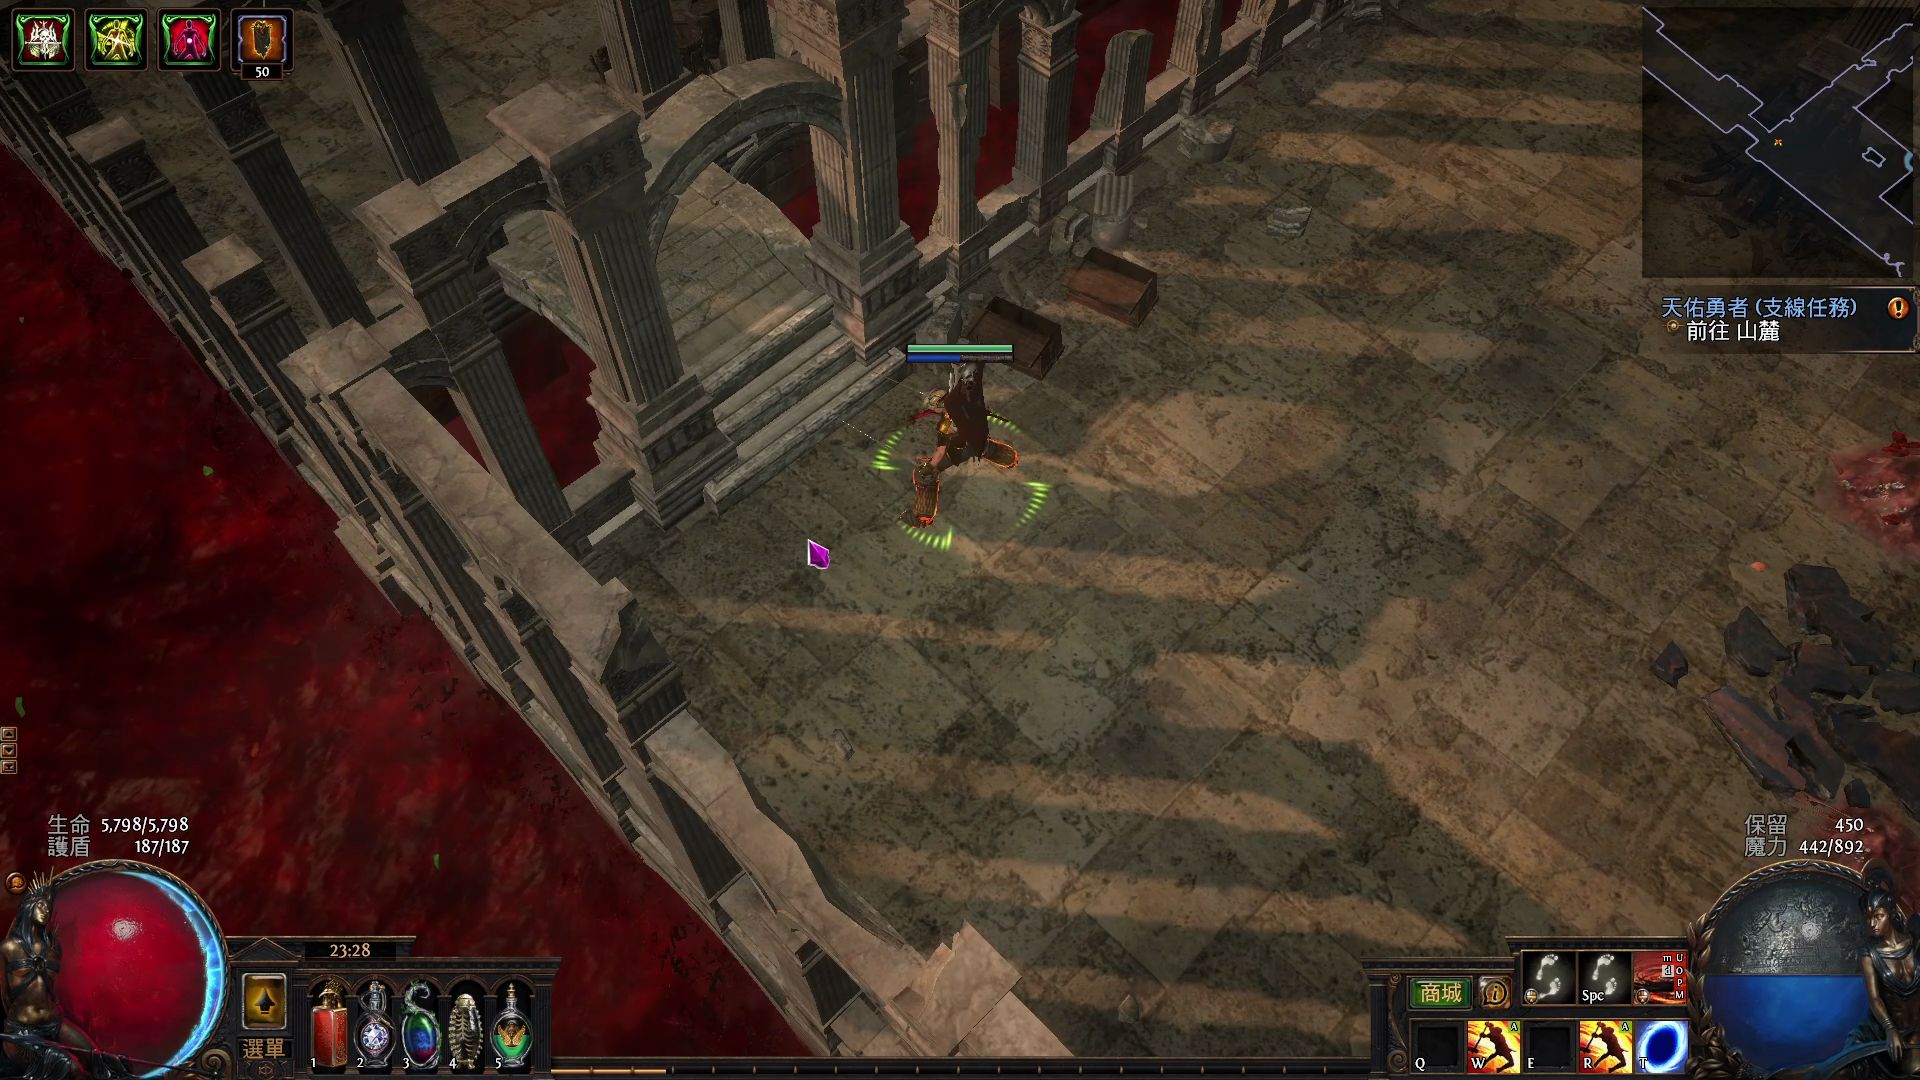 50
天佑勇者 (支線任務)
前往 山麓
生命 5,798/5,798
護盾 187/187
保留 450
魔力 442/892
23:28
選單
1
2
3
4
5
商城
Spc
m U
d O
P
M
Q
W A
E
R A
T